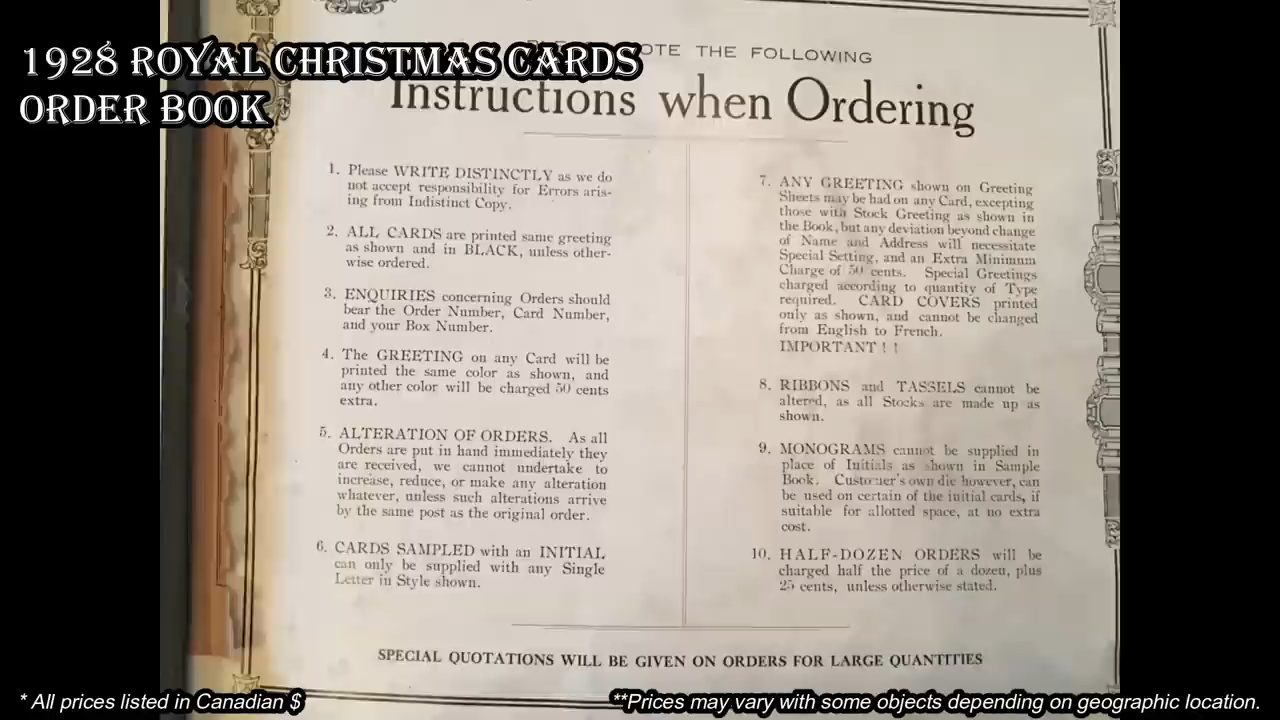 1928 ROYAL CHRISTMAS CARDS
ORDER BOOK
NOTE THE FOLLOWING
Instructions when Ordering
1. Please WRITE DISTINCTLY as we do
not accept responsibility for Errors aris-
ing from Indistinct Copy.
2. ALL CARDS are printed same greeting
as shown and in BLACK, unless other-
wise ordered.
3. ENQUIRIES concerning Orders should
bear the Order Number, Card Number,
and your Box Number.
4. The GREETING on any Card will be
printed the same color as shown, and
any other color will be charged 50 cents
extra.
5. ALTERATION OF ORDERS. As all
Orders are put in hand immediately they
are received, we cannot undertake to
increase, reduce, or make any alteration
whatever, unless such alterations arrive
by the same post as the original order.
6. CARDS SAMPLED with an INITIAL
can only be supplied with any Single
Letter in Style shown.
7. ANY GREETING shown on Greeting
Sheets may be had on any Card, excepting
those with Stock Greeting as shown in
the Book, but any deviation beyond change
of Name and Address will necessitate
Special Setting, and an Extra Minimum
Charge of 50 cents. Special Greetings
charged according to quantity of Type
required. CARD COVERS printed
only as shown, and cannot be changed
from English to French.
IMPORTANT ! !
8. RIBBONS and TASSELS cannot be
altered, as all Stocks are made up as
shown.
9. MONOGRAMS cannot be supplied in
place of Initials as shown in Sample
Book. Customer's own die however, can
be used on certain of the initial cards, if
suitable for allotted space, at no extra
cost.
10. HALF-DOZEN ORDERS will be
charged half the price of a dozen, plus
25 cents, unless otherwise stated.
SPECIAL QUOTATIONS WILL BE GIVEN ON ORDERS FOR LARGE QUANTITIES
* All prices listed in Canadian $
**Prices may vary with some objects depending on geographic location.